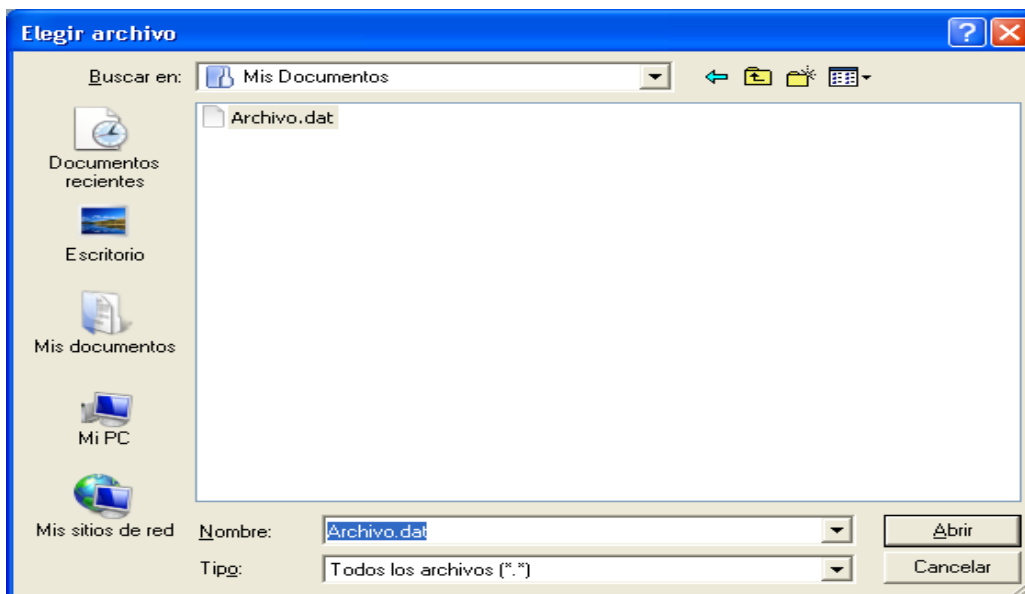 Elegir archivo
Buscar en: Mis Documentos
Archivo.dat
Documentos
recientes
Escritorio
Mis documentos
Mi PC
Mis sitios de red
Nombre: Archivo.dat Abrir
Tipo: Todos los archivos (*.*) Cancelar